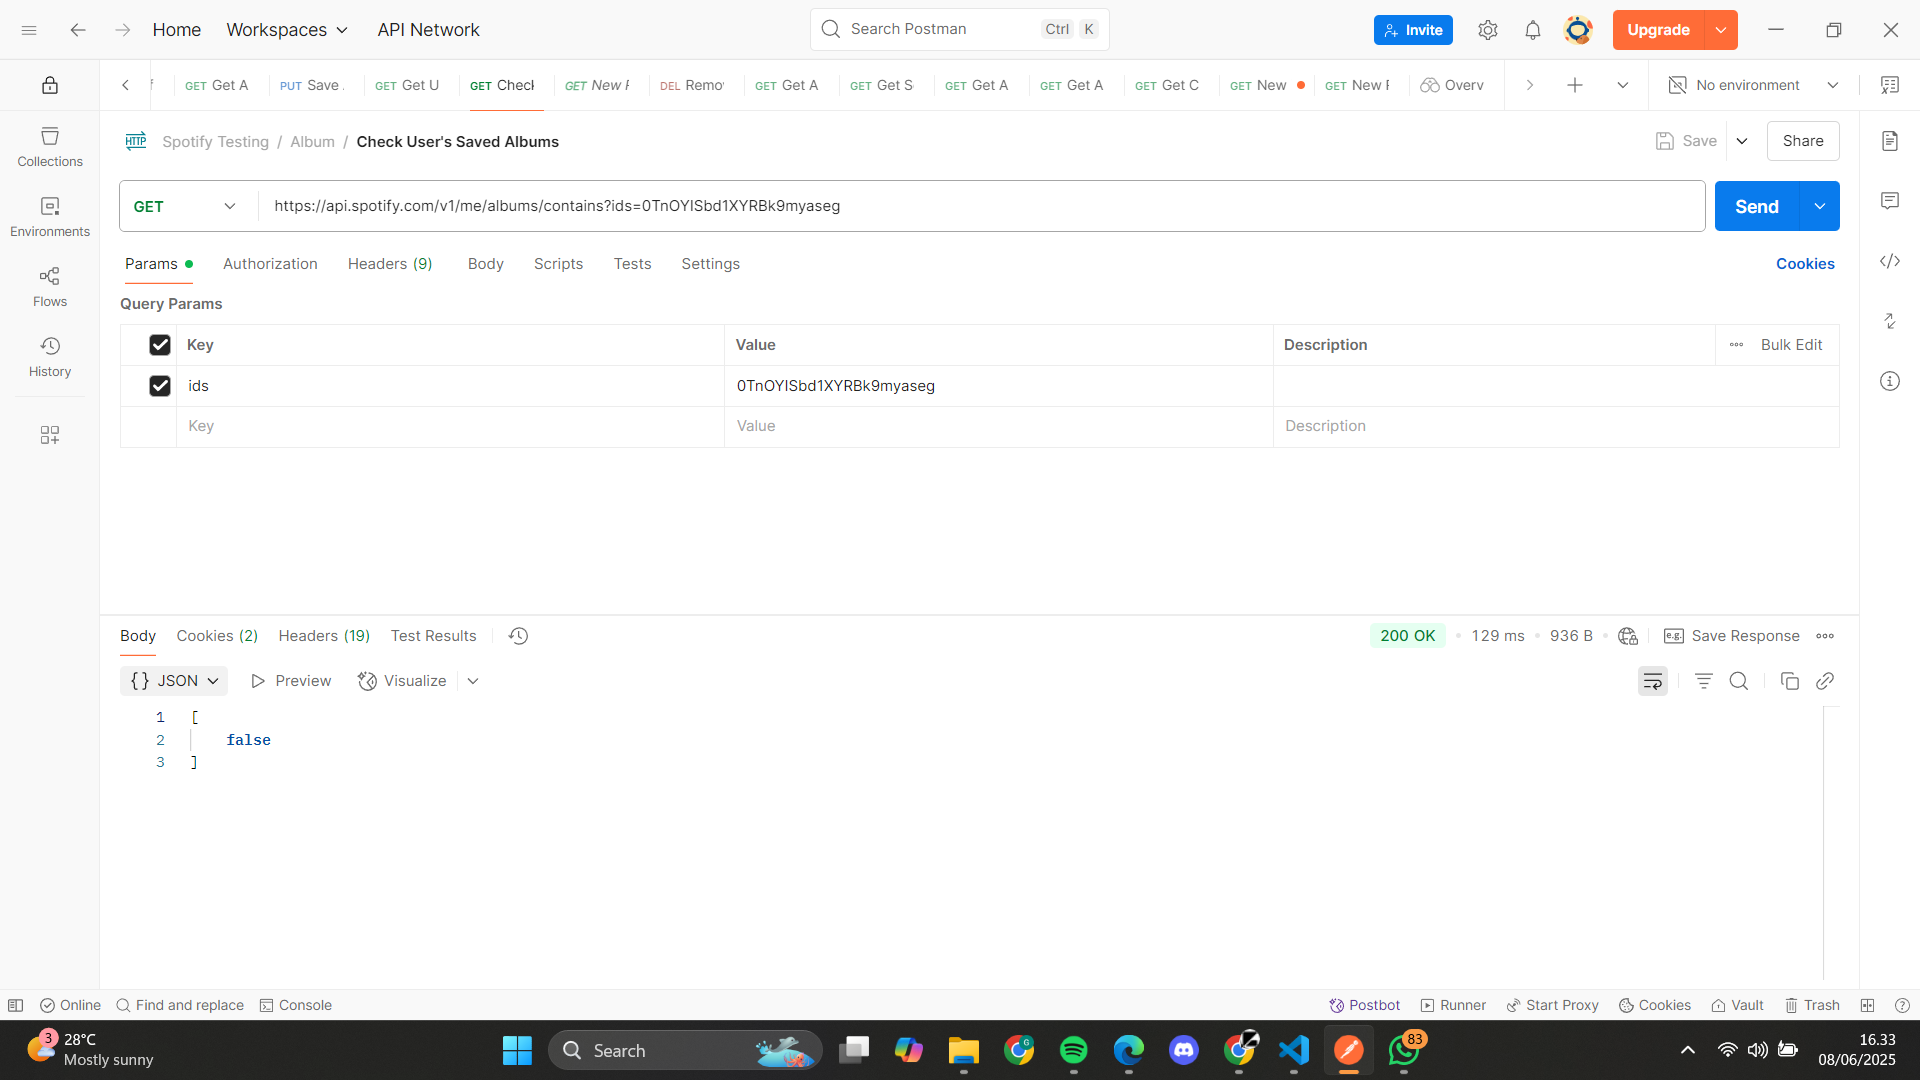 Home
Workspaces
API Network
Search Postman
Ctrl K
Invite
Upgrade
GET Get A
PUT Save
GET Get U
GET Check
GET New
DEL Remo
GET Get A
GET Get S
GET Get A
GET Get A
GET Get C
GET New
GET New
Overv
No environment
Collections
Environments
Flows
History
HTTP
Spotify Testing / Album / Check User's Saved Albums
Save
Share
GET
https://api.spotify.com/v1/me/albums/contains?ids=0TnOYISbd1XYRBk9myaseg
Send
Params
Authorization
Headers (9)
Body
Scripts
Tests
Settings
Cookies
Query Params
Key
Value
Description
Bulk Edit
ids
0TnOYISbd1XYRBk9myaseg
Key
Value
Description
Body
Cookies (2)
Headers (19)
Test Results
200 OK
129 ms
936 B
e.g.
Save Response
{} JSON
Preview
Visualize
1 [
2 false
3 ]
Online
Find and replace
Console
Postbot
Runner
Start Proxy
Cookies
Vault
Trash
3
28°C
Mostly sunny
Search
G
83
16.33
08/06/2025